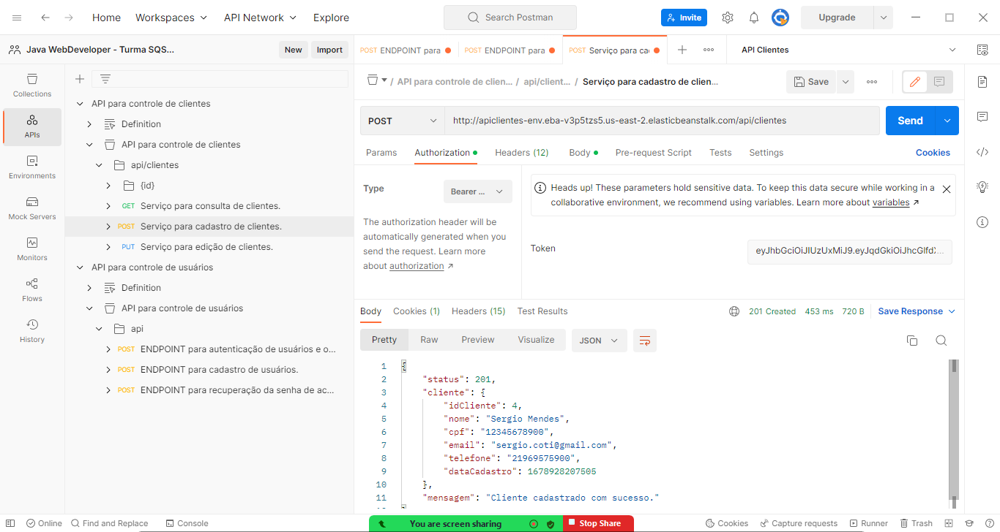 Home Workspaces API Network Explore Search Postman Invite Upgrade
Java WebDeveloper - Turma SQS... New Import
POST ENDPOINT para POST ENDPOINT para POST Serviço para ca API Clientes
Collections
APIs
Environments
Mock Servers
Monitors
Flows
History
API para controle de clientes
Definition
API para controle de clientes
api/clientes
{id}
GET Serviço para consulta de clientes.
POST Serviço para cadastro de clientes.
PUT Serviço para edição de clientes.
API para controle de usuários
Definition
API para controle de usuários
api
POST ENDPOINT para autenticação de usuários e o...
POST ENDPOINT para cadastro de usuários.
POST ENDPOINT para recuperação da senha de ac...
/ API para controle de clien... / api/client... / Serviço para cadastro de clien... Save
POST http://apiclientes-env.eba-v3p5tzs5.us-east-2.elasticbeanstalk.com/api/clientes Send
Params Authorization Headers (12) Body Pre-request Script Tests Settings Cookies
Type Bearer ...
The authorization header will be
automatically generated when you
send the request. Learn more
about authorization ↗
Heads up! These parameters hold sensitive data. To keep this data secure while working in a
collaborative environment, we recommend using variables. Learn more about variables ↗
Token eyJhbGciOiJIUzUxMiJ9.eyJqdGkiOiJhcGlfd...
Body Cookies (1) Headers (15) Test Results 201 Created 453 ms 720 B Save Response
Pretty Raw Preview Visualize JSON
1 {
2 "status": 201,
3 "cliente": {
4 "idCliente": 4,
5 "nome": "Sergio Mendes",
6 "cpf": "12345678900",
7 "email": "sergio.coti@gmail.com",
8 "telefone": "21969575900",
9 "dataCadastro": 1678928207505
10 },
11 "mensagem": "Cliente cadastrado com sucesso."
Online Find and Replace Console You are screen sharing Stop Share Cookies Capture requests Runner Trash